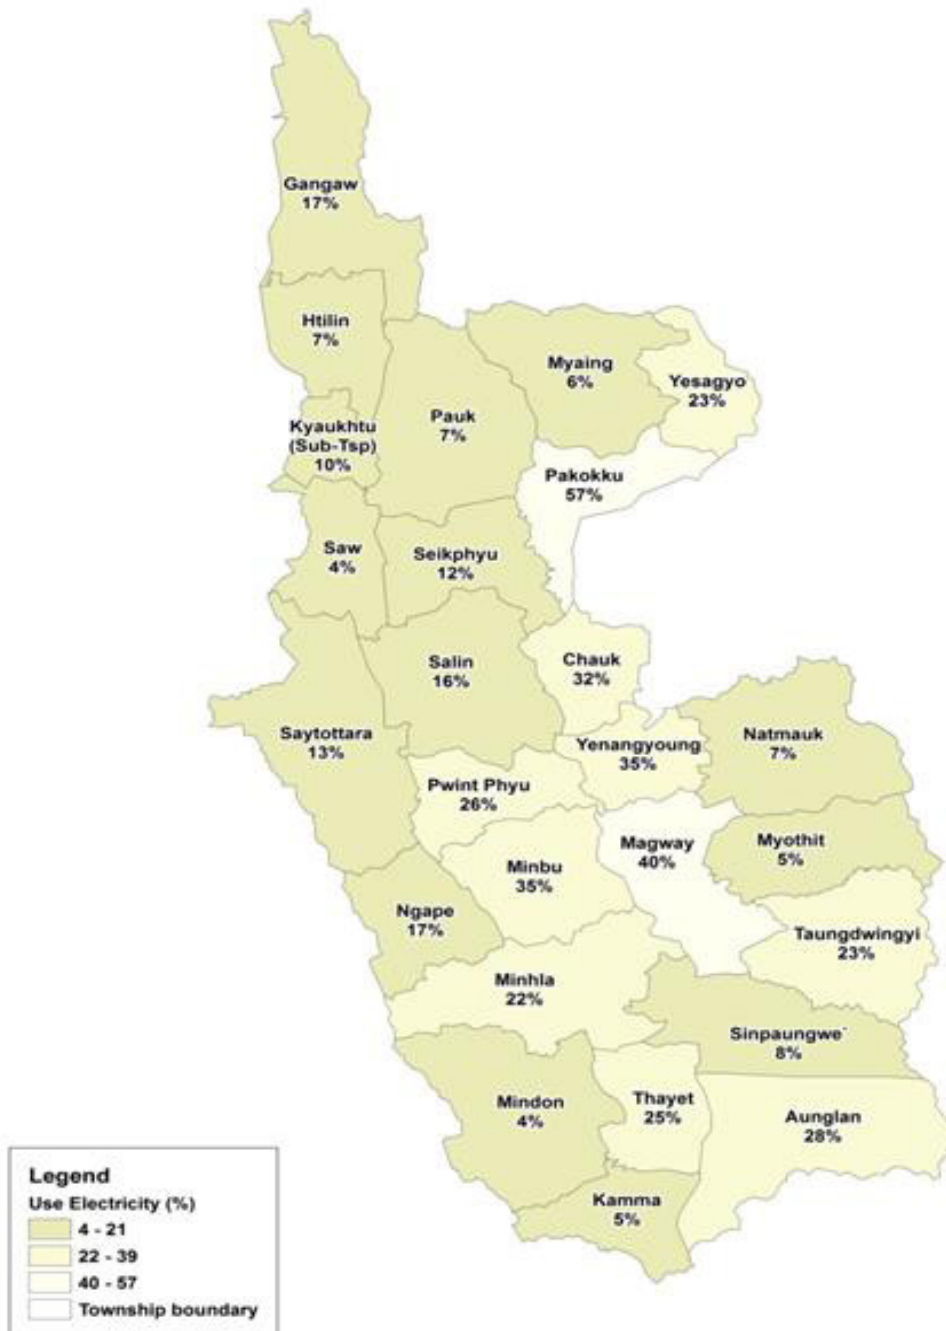 Gangaw
17%
Htilin
7%
Myaing
6%
Yesagyo
23%
Kyaukhtu
(Sub-Tsp)
10%
Pauk
7%
Pakokku
57%
Saw
4%
Seikphyu
12%
Salin
16%
Chauk
32%
Saytottara
13%
Yenangyoung
35%
Natmauk
7%
Pwint Phyu
26%
Magway
40%
Myothit
5%
Minbu
35%
Ngape
17%
Taungdwingyi
23%
Minhla
22%
Sinpaungwe`
8%
Mindon
4%
Thayet
25%
Aunglan
28%
Kamma
5%
Legend
Use Electricity (%)
4 - 21
22 - 39
40 - 57
Township boundary